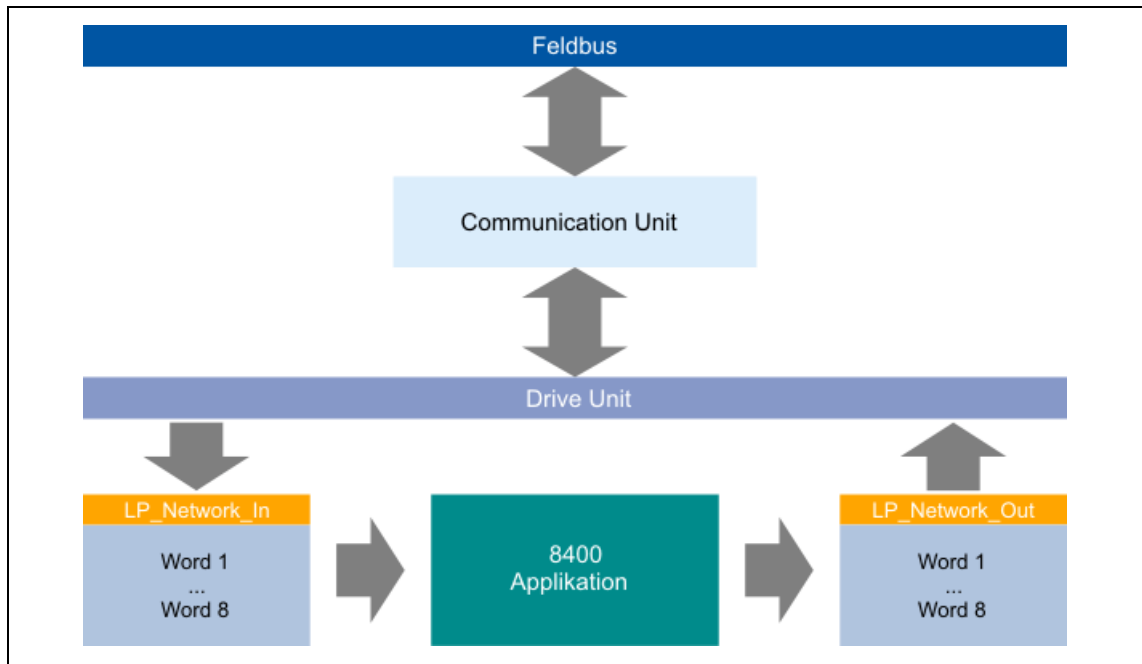 Feldbus
Communication Unit
Drive Unit
LP_Network_In
Word 1
...
Word 8
8400
Applikation
LP_Network_Out
Word 1
...
Word 8